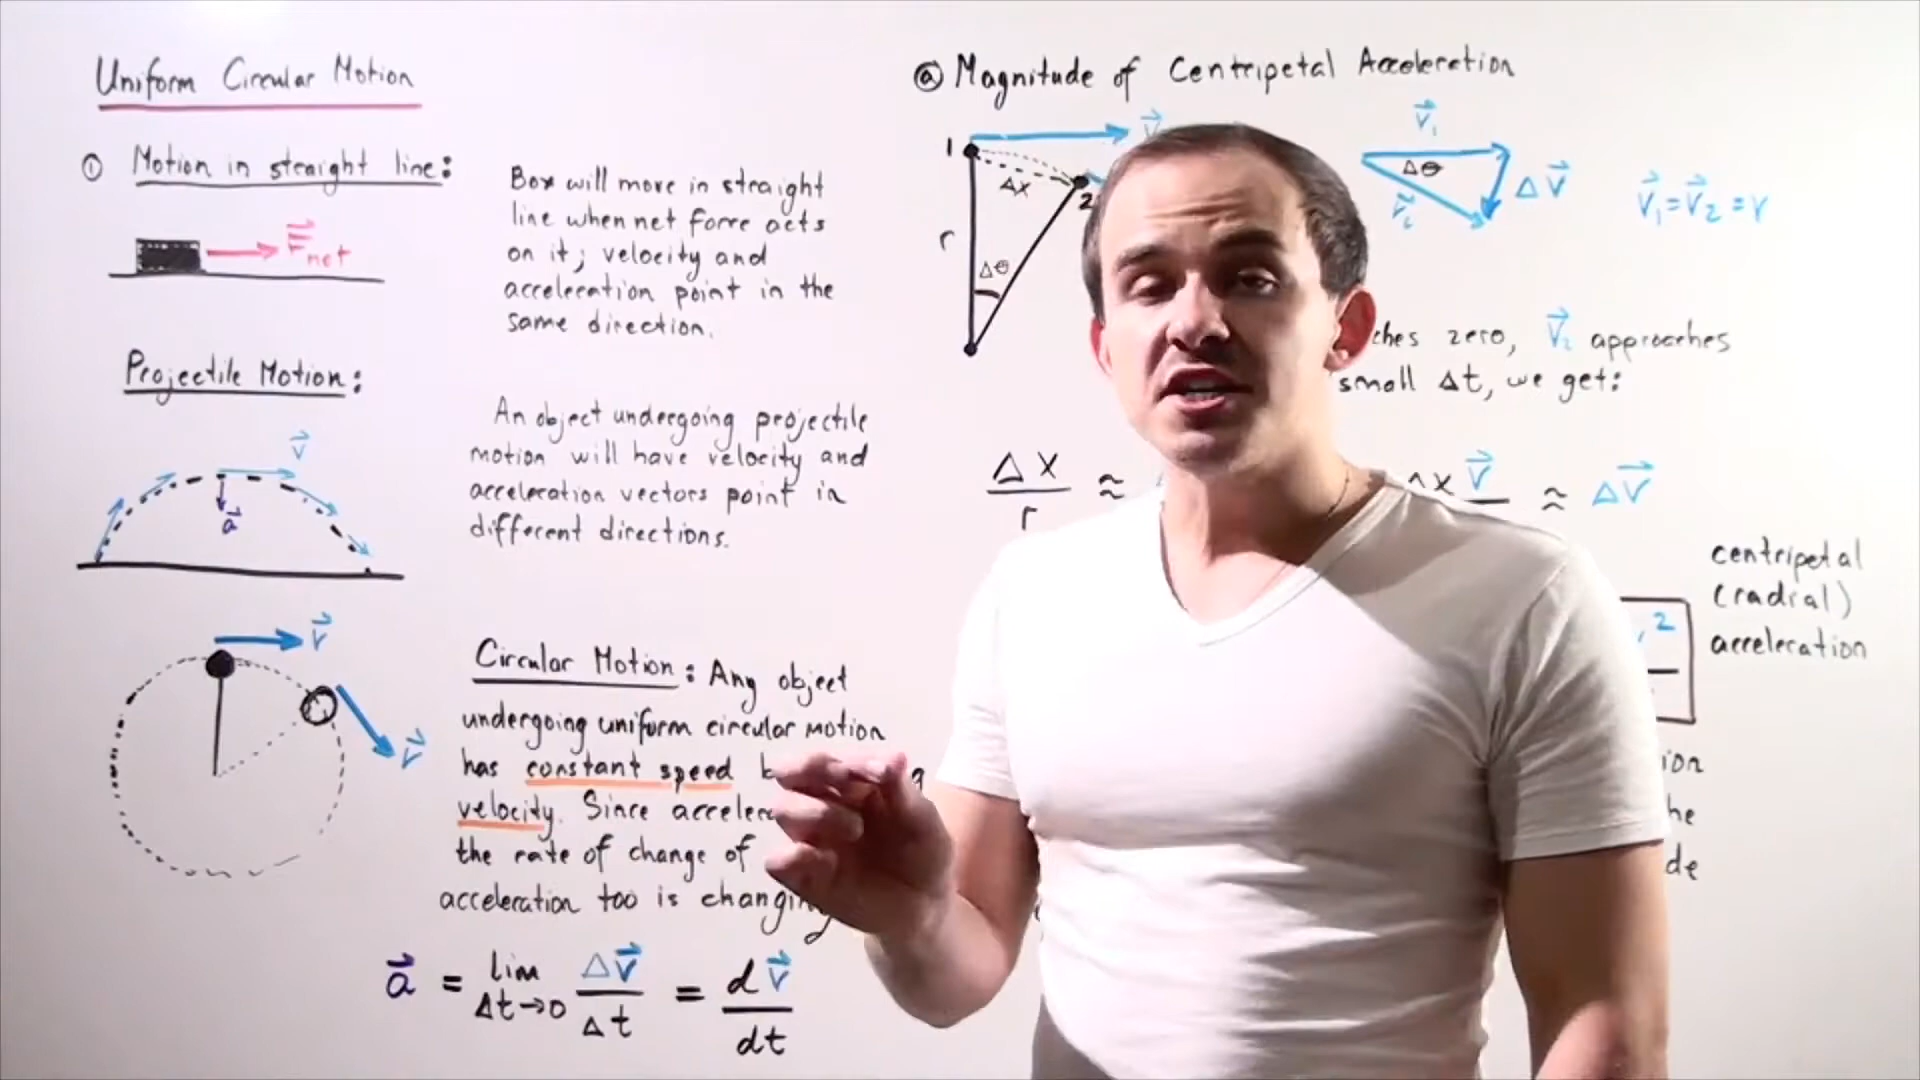 Uniform Circular Motion
① Motion in straight line:
F⃗net
Box will move in straight
line when net force acts
on it; velocity and
acceleration point in the
same direction.
Projectile Motion:
v⃗
a⃗
An object undergoing projectile
motion will have velocity and
acceleration vectors point in
different directions.
v⃗
v⃗
Circular Motion: Any object
undergoing uniform circular motion
has constant speed
velocity. Since
the rate of change of
acceleration too is changing
a⃗ = lim Δt→0 Δv⃗/Δt = dv⃗/dt
ⓐ Magnitude of Centripetal Acceleration
1
v⃗
Δx
2
r
Δθ
v⃗₁
Δθ
Δv⃗
v⃗₂
v⃗₁ = v⃗₂ = v
zero, v⃗₂ approaches
small Δt, we get:
Δx/r ≈
Δx v⃗
≈ Δv⃗
centripetal
(radial)
acceleration
2